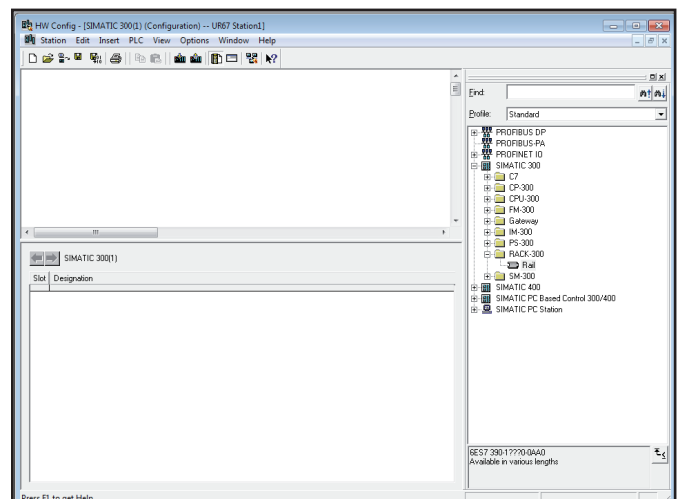 HW Config - [SIMATIC 300(1) (Configuration) -- UR67 Station1]
Station Edit Insert PLC View Options Window Help
Find:
Profile: Standard
PROFIBUS DP
PROFIBUS-PA
PROFINET IO
SIMATIC 300
C7
CP-300
CPU-300
FM-300
Gateway
IM-300
PS-300
RACK-300
Rail
SM-300
SIMATIC 400
SIMATIC PC Based Control 300/400
SIMATIC PC Station
SIMATIC 300(1)
Slot Designation
6ES7 390-1???0-0AA0
Available in various lengths
Press F1 to get Help.